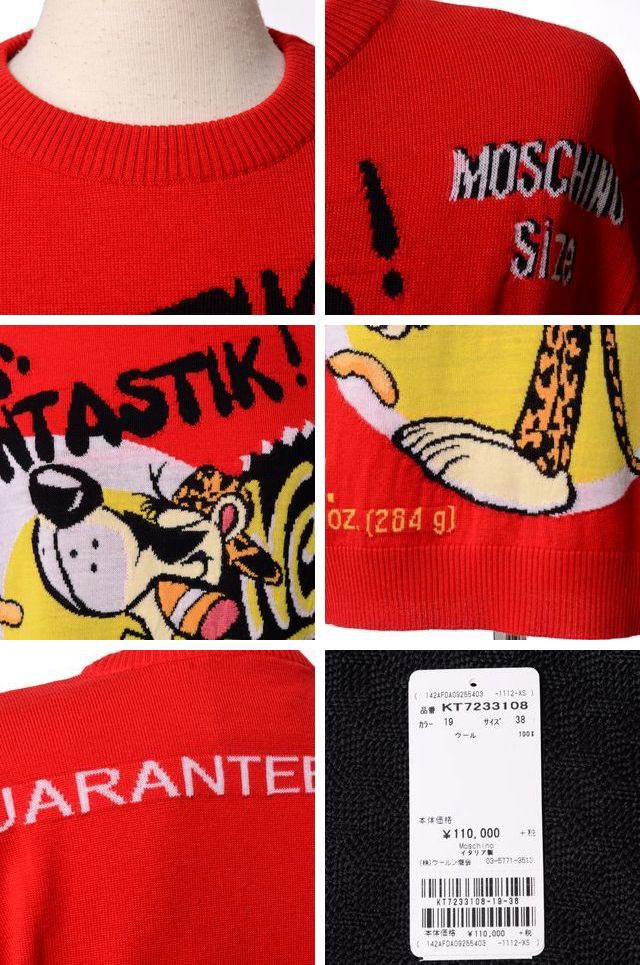 MOSCHINO
Size
!
S.
NTASTIK!
oz. (284 g)
UARANTEE
( 142AFDA09255403 -1112-XS )
品番 KT7233108
カラー 19 サイズ 38
ウール 100%
本体価格
¥110,000 +税
Moschino
イタリア製
(株)ウールン商会 03-5771-3513
KT7233108-19-38
本体価格 ¥110,000 +税
( 142AFDA09255403 -1112-XS )